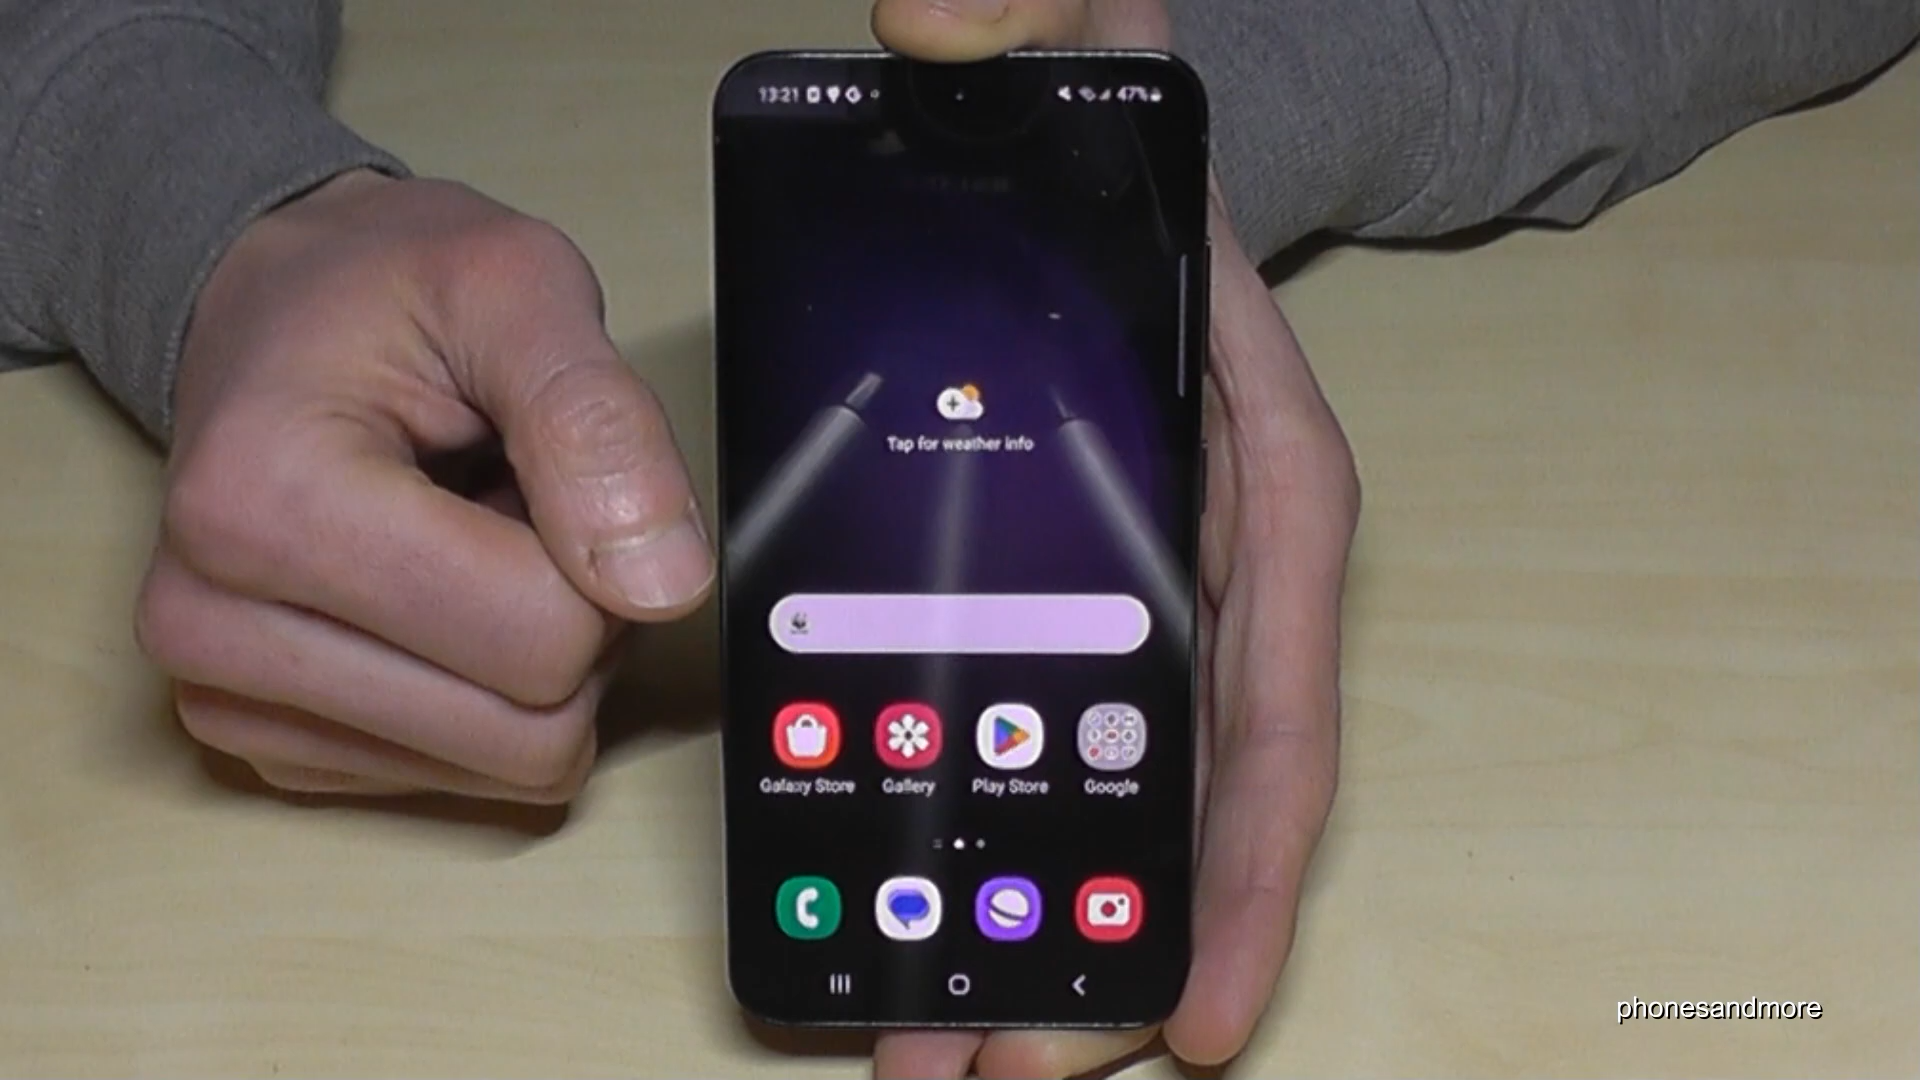 13:21
47%
Tap for weather info
Galaxy Store
Gallery
Play Store
Google
phonesandmore